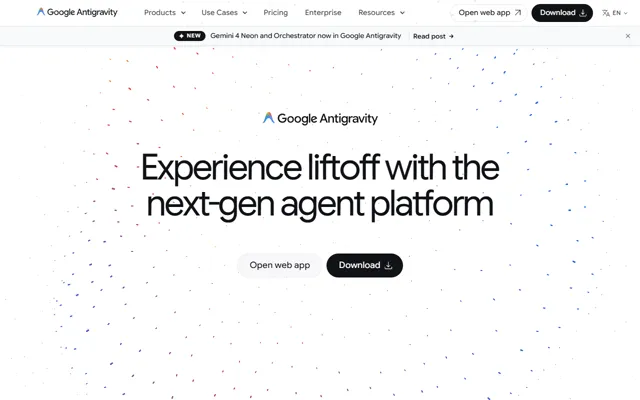 Google Antigravity
Products
Use Cases
Pricing
Enterprise
Resources
Open web app
Download
EN
NEW
Gemini 4 Neon and Orchestrator now in Google Antigravity
Read post →
Google Antigravity
Experience liftoff with the
next-gen agent platform
Open web app
Download